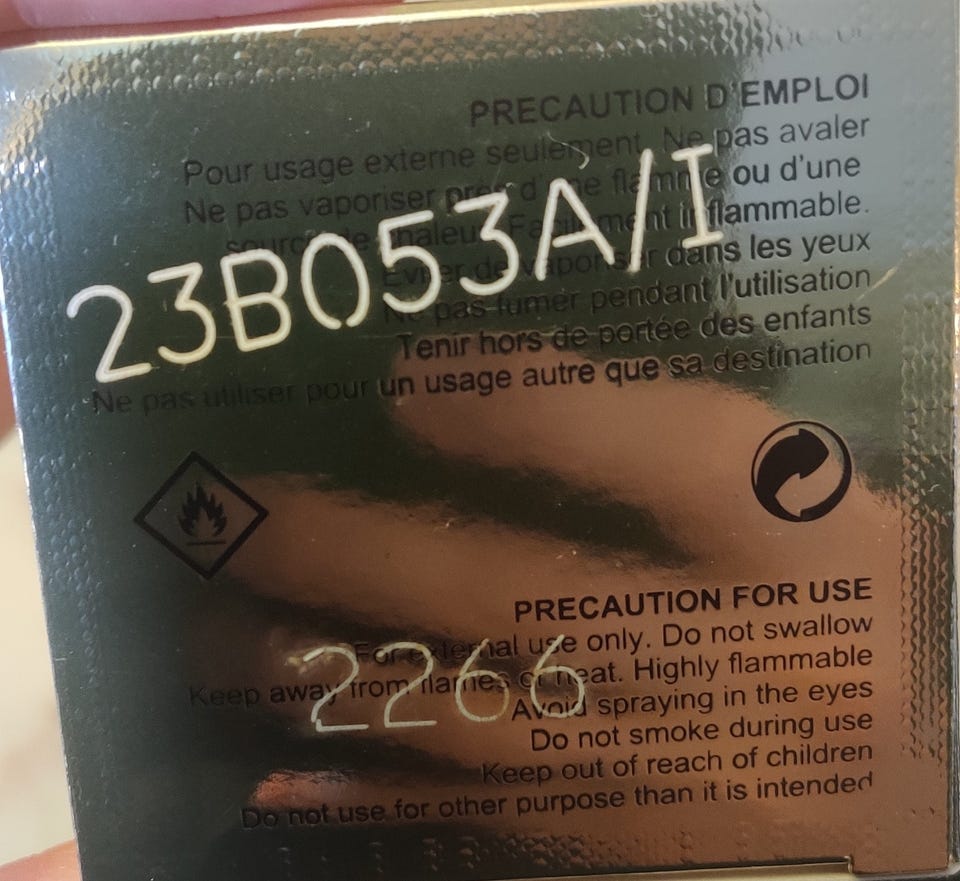 PRECAUTION D'EMPLOI
Pour usage externe seulement. Ne pas avaler
Ne pas vaporiser près d'une flamme ou d'une
source de chaleur. Facilement inflammable.
de vaporiser dans les yeux
Ne pas fumer pendant l'utilisation
Tenir hors de portée des enfants
Ne pas utiliser pour un usage autre que sa destination
23B053A/I
PRECAUTION FOR USE
For external use only. Do not swallow
Keep away from flames or heat. Highly flammable
Avoid spraying in the eyes
Do not smoke during use
Keep out of reach of children
Do not use for other purpose than it is intended
2266